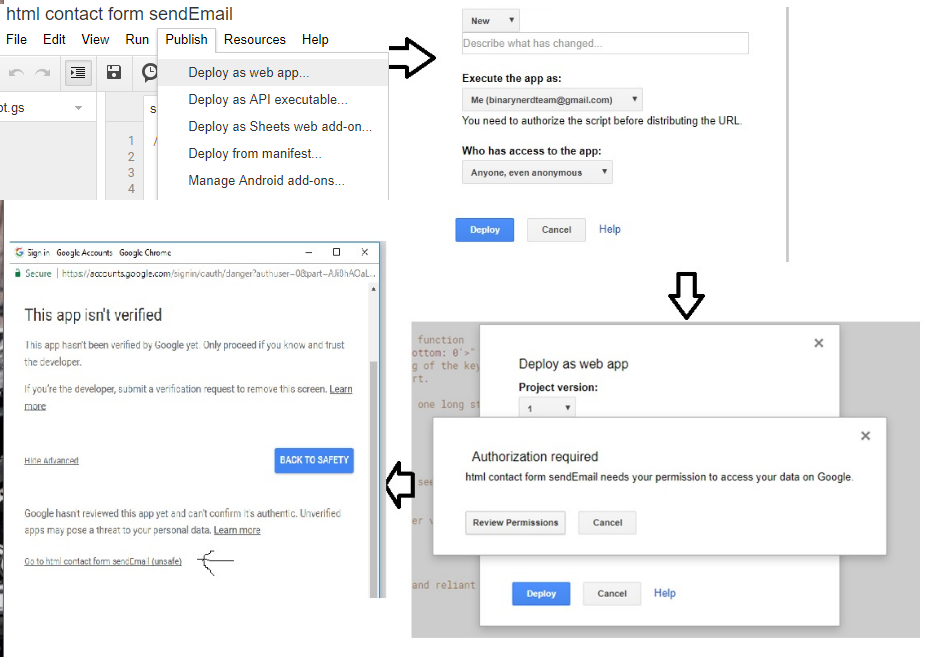 html contact form sendEmail
File Edit View Run Publish Resources Help
Deploy as web app...
Deploy as API executable...
Deploy as Sheets web add-on...
Deploy from manifest...
Manage Android add-ons...
ot.gs
s
1
2
3
4
New
Describe what has changed...
Execute the app as:
Me (binarynerdteam@gmail.com)
You need to authorize the script before distributing the URL.
Who has access to the app:
Anyone, even anonymous
Deploy Cancel Help
function
ottom: 0'>"
g of the key
rt.
one long st
see
er v
and reliant
Deploy as web app
Project version:
1
Authorization required
html contact form sendEmail needs your permission to access your data on Google.
Review Permissions Cancel
Deploy Cancel Help
Sign in Google Accounts Google Chrome
Secure https://accounts.google.com/signin/oauth/danger?authuser=0&part=
This app isn't verified
This app hasn't been verified by Google yet. Only proceed if you know and trust
the developer.
If you're the developer, submit a verification request to remove this screen. Learn
more
Hide Advanced
BACK TO SAFETY
Google hasn't reviewed this app yet and can't confirm it's authentic. Unverified
apps may pose a threat to your personal data. Learn more
Go to html contact form sendEmail (unsafe)